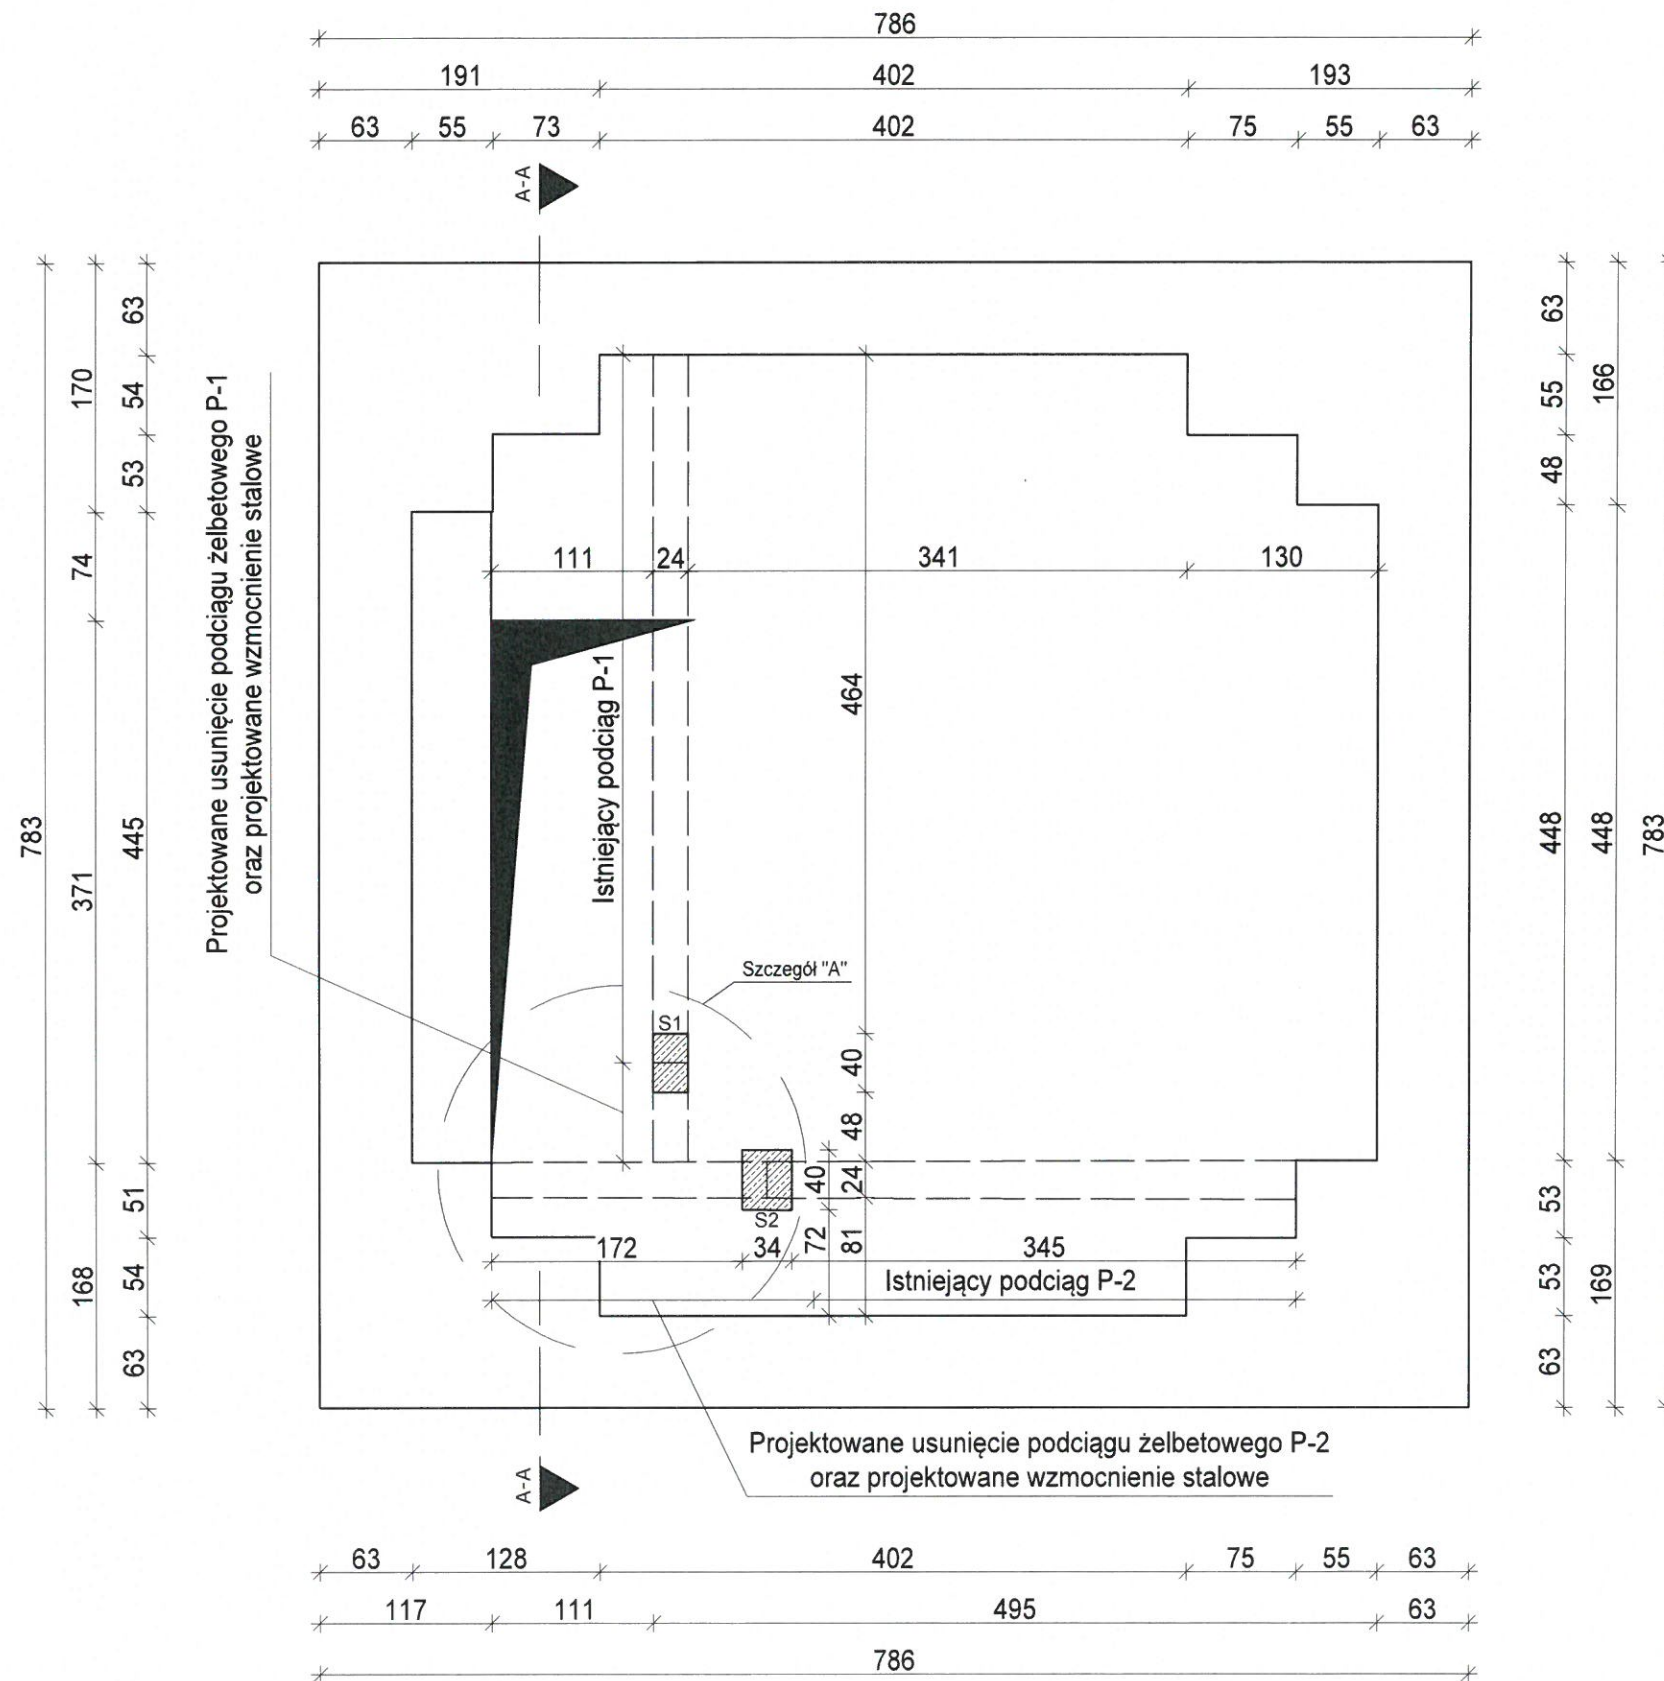 786
191 402 193
63 55 73 402 75 55 63
A-A
783
170 74 371 168
63 54 53 445 51 54 63
Projektowane usunięcie podciągu żelbetowego P-1
oraz projektowane wzmocnienie stalowe
111 24 341 130
Istniejący podciąg P-1
464
Szczegół "A"
S1
40
48
24
81
40
72
S2
172 34 345
Istniejący podciąg P-2
63 55 48 448 53 53 63
166 448 169
783
Projektowane usunięcie podciągu żelbetowego P-2
oraz projektowane wzmocnienie stalowe
A-A
63 128 402 75 55 63
117 111 495 63
786